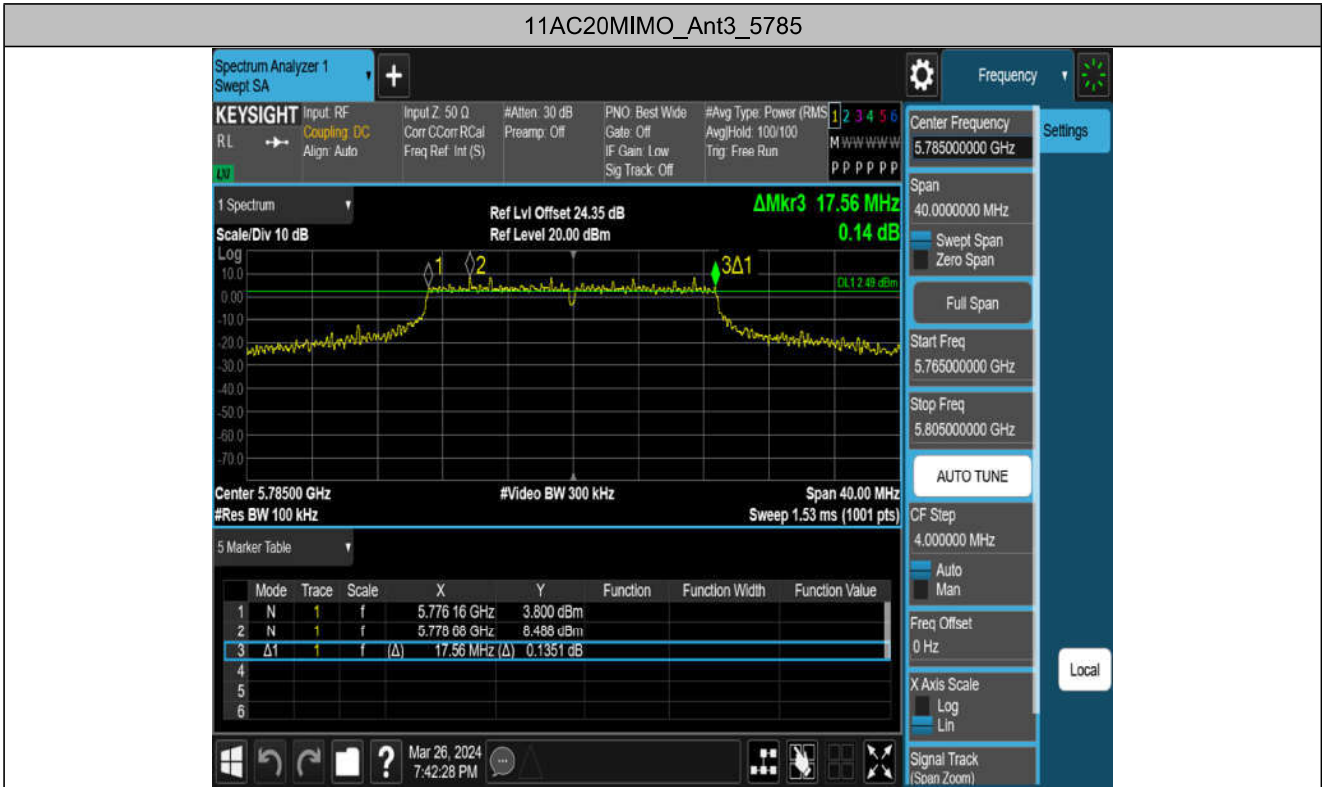 11AC20MIMO_Ant3_5785
Spectrum Analyzer 1
Swept SA
+
Frequency
KEYSIGHT
RL
LXI
Input: RF
Coupling: DC
Align: Auto
Input Z: 50 Ω
Corr CCorr RCal
Freq Ref: Int (S)
#Atten: 30 dB
Preamp: Off
PNO: Best Wide
Gate: Off
IF Gain: Low
Sig Track: Off
#Avg Type: Power (RMS
Avg|Hold: 100/100
Trig: Free Run
1 2 3 4 5 6
M W W W W W
P P P P P P
Center Frequency
5.785000000 GHz
Settings
Span
40.0000000 MHz
Swept Span
Zero Span
Full Span
Start Freq
5.765000000 GHz
Stop Freq
5.805000000 GHz
AUTO TUNE
CF Step
4.000000 MHz
Auto
Man
Freq Offset
0 Hz
X Axis Scale
Log
Lin
Signal Track
(Span Zoom)
Local
1 Spectrum
Scale/Div 10 dB
Ref Lvl Offset 24.35 dB
Ref Level 20.00 dBm
ΔMkr3 17.56 MHz
0.14 dB
Log
10.0
0.00
-10.0
-20.0
-30.0
-40.0
-50.0
-60.0
-70.0
1
2
3Δ1
DL1 2.49 dBm
Center 5.78500 GHz
#Video BW 300 kHz
Span 40.00 MHz
#Res BW 100 kHz
Sweep 1.53 ms (1001 pts)
5 Marker Table
Mode Trace Scale X Y Function Function Width Function Value
1 N 1 f 5.776 16 GHz 3.800 dBm
2 N 1 f 5.778 68 GHz 8.488 dBm
3 Δ1 1 f (Δ) 17.56 MHz (Δ) 0.1351 dB
4
5
6
?
Mar 26, 2024
7:42:28 PM